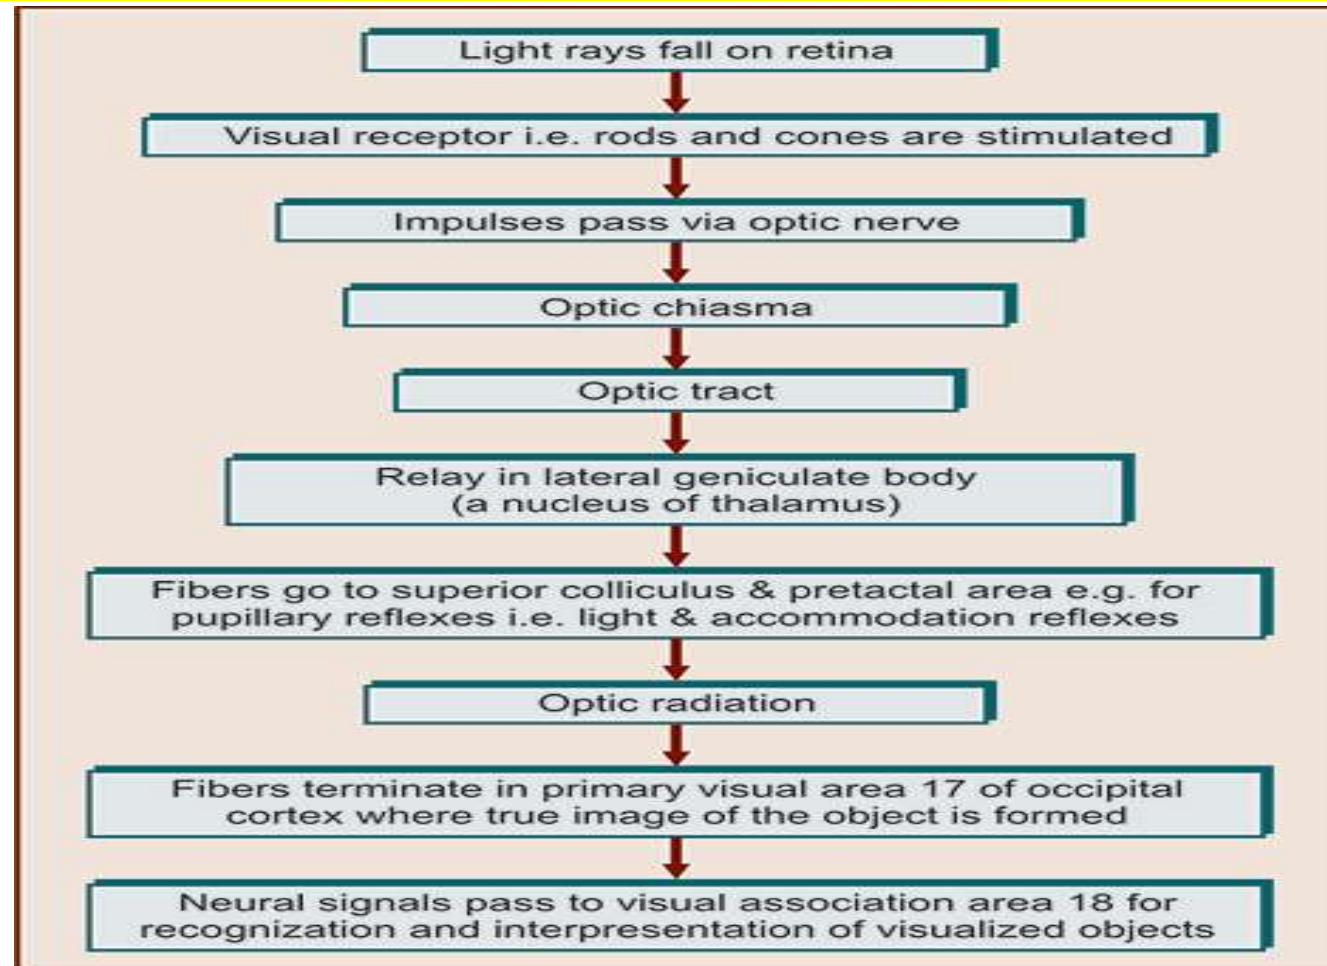 Light rays fall on retina
Visual receptor i.e. rods and cones are stimulated
Impulses pass via optic nerve
Optic chiasma
Optic tract
Relay in lateral geniculate body
(a nucleus of thalamus)
Fibers go to superior colliculus & pretactal area e.g. for
pupillary reflexes i.e. light & accommodation reflexes
Optic radiation
Fibers terminate in primary visual area 17 of occipital
cortex where true image of the object is formed
Neural signals pass to visual association area 18 for
recognization and interpresentation of visualized objects